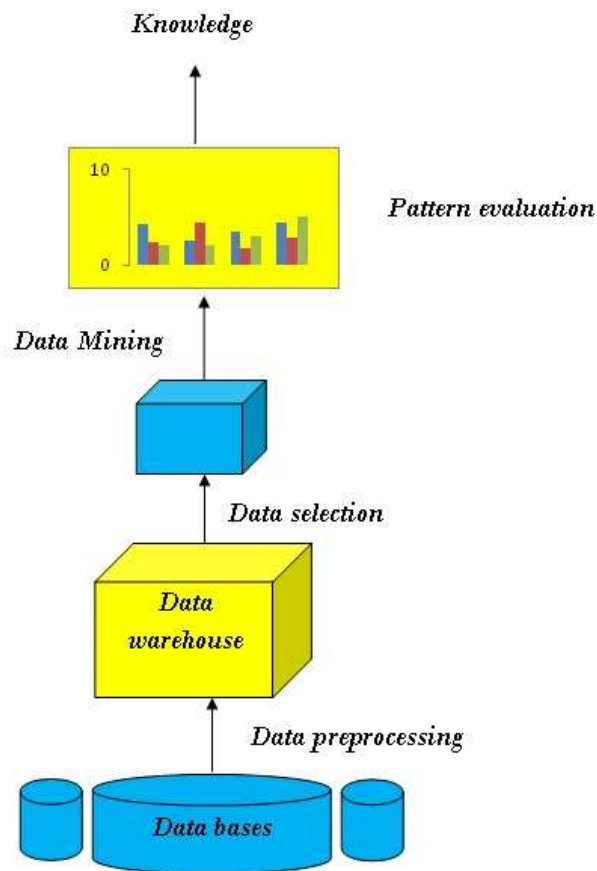 Knowledge
10
0
Pattern evaluation
Data Mining
Data selection
Data
warehouse
Data preprocessing
Data bases